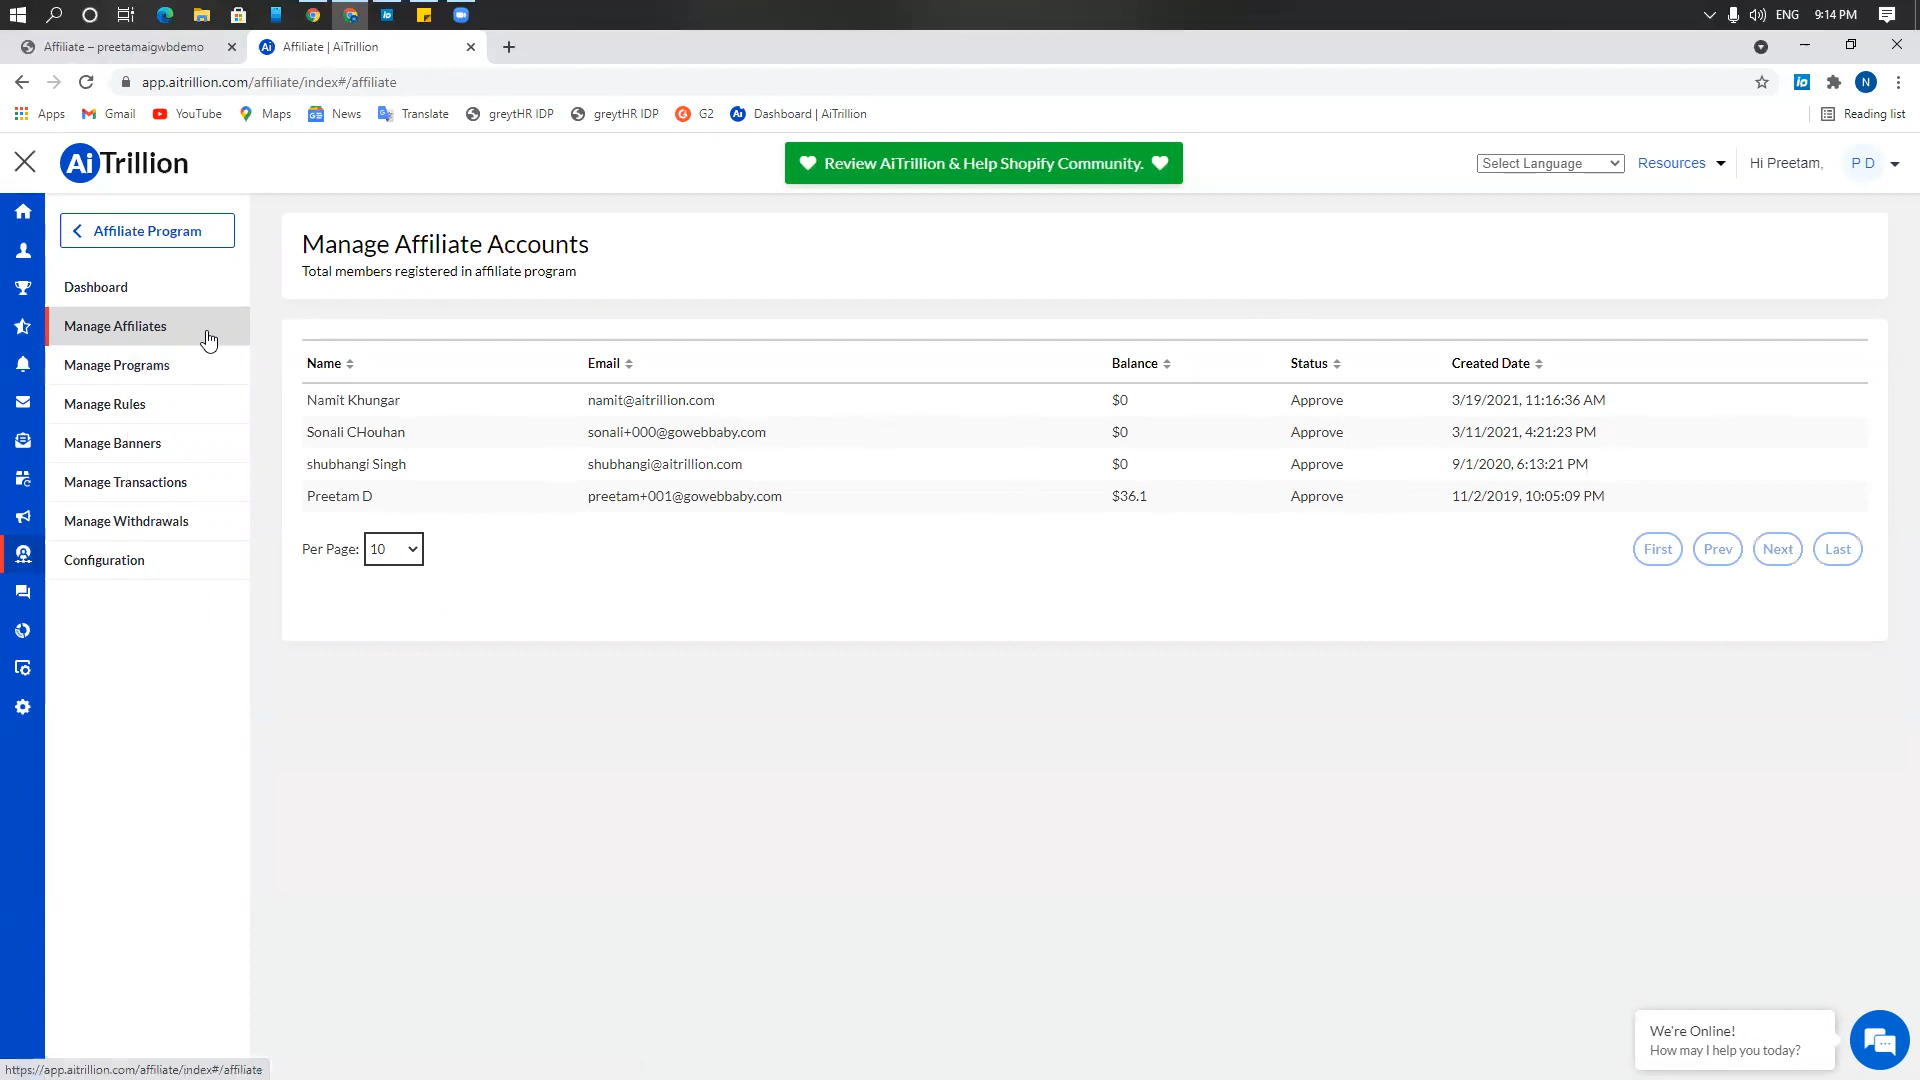 ENG 9:14 PM
Affiliate – preetamaigwbdemo
Ai Affiliate | AiTrillion
app.aitrillion.com/affiliate/index#/affiliate
N
Apps Gmail YouTube Maps News Translate greytHR IDP greytHR IDP G2 Ai Dashboard | AiTrillion Reading list
AiTrillion
Review AiTrillion & Help Shopify Community.
Select Language
Resources
Hi Preetam,
P D
Affiliate Program
Dashboard
Manage Affiliates
Manage Programs
Manage Rules
Manage Banners
Manage Transactions
Manage Withdrawals
Configuration
Manage Affiliate Accounts
Total members registered in affiliate program
Name Email Balance Status Created Date
Namit Khungar namit@aitrillion.com $0 Approve 3/19/2021, 11:16:36 AM
Sonali CHouhan sonali+000@gowebbaby.com $0 Approve 3/11/2021, 4:21:23 PM
shubhangi Singh shubhangi@aitrillion.com $0 Approve 9/1/2020, 6:13:21 PM
Preetam D preetam+001@gowebbaby.com $36.1 Approve 11/2/2019, 10:05:09 PM
Per Page: 10
First Prev Next Last
We're Online!
How may I help you today?
https://app.aitrillion.com/affiliate/index#/affiliate